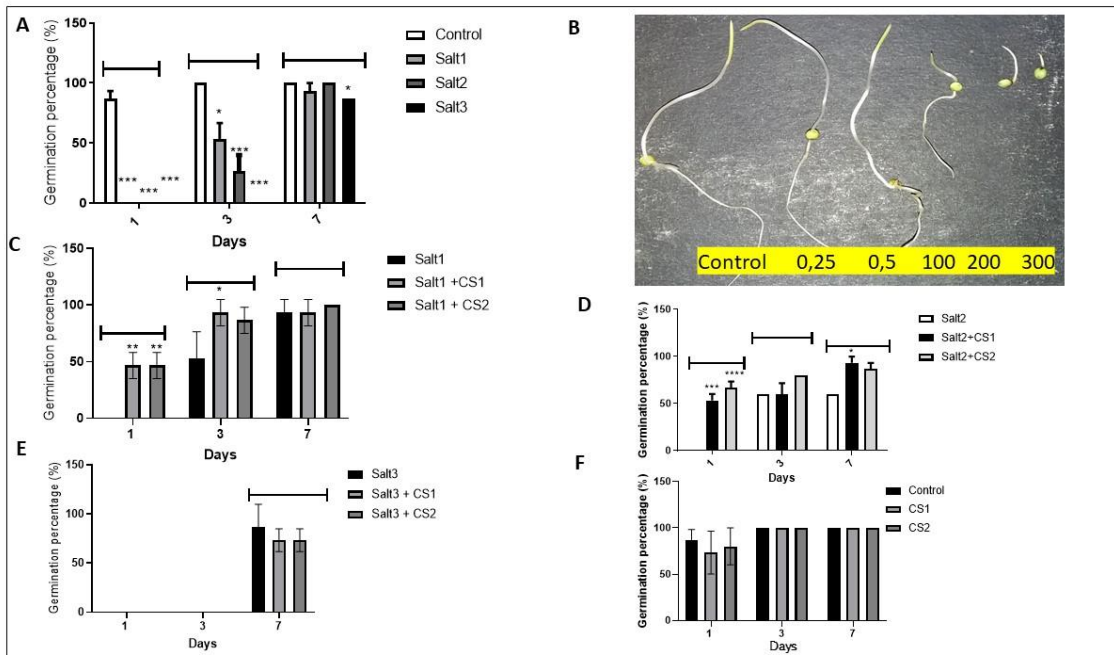 A
Germination percentage (%)
150
100
50
0
Control
Salt1
Salt2
Salt3
***
***
***
*
***
***
*
1
3
7
Days
B
Control 0,25 0,5 100 200 300
C
Germination percentage (%)
150
100
50
0
Salt1
Salt1 +CS1
Salt1 + CS2
**
**
*
1
3
7
Days
D
Germination percentage (%)
150
100
50
0
Salt2
Salt2+CS1
Salt2+CS2
***
****
*
1
3
7
Days
E
Germination percentage (%)
150
100
50
0
Salt3
Salt3 + CS1
Salt3 + CS2
1
3
7
Days
F
Germination percentage (%)
150
100
50
0
Control
CS1
CS2
1
3
7
Days